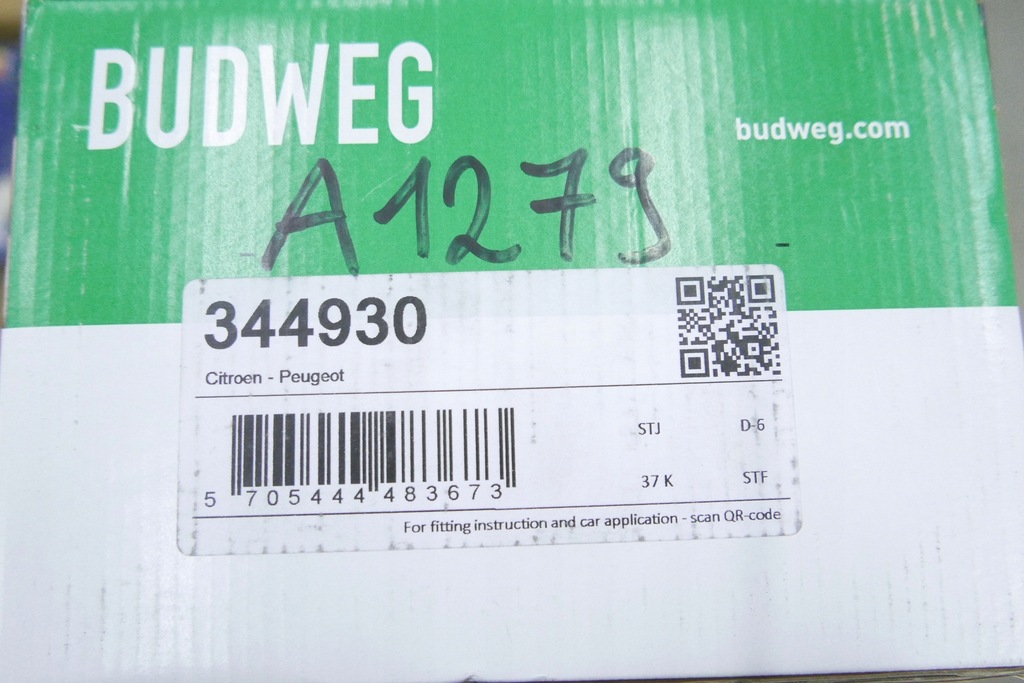 BUDWEG
budweg.com
A1279
344930
Citroen - Peugeot
STJ D-6
37 K STF
5 705444 483673
For fitting instruction and car application - scan QR-code